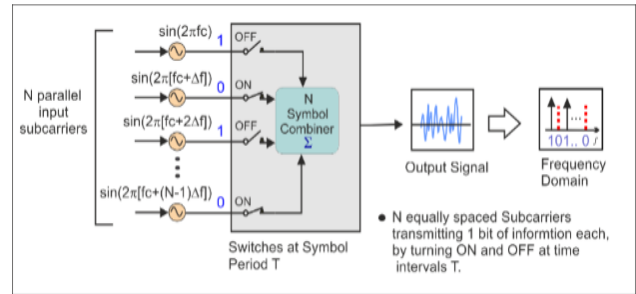 sin(2πfc)
1
OFF
sin(2π[fc+Δf])
0
ON
N parallel
input
subcarriers
sin(2π[fc+2Δf])
1
OFF
sin(2π[fc+(N-1)Δf])
0
ON
N
Symbol
Combiner
Σ
Switches at Symbol
Period T
Output Signal
...
101.. 0 f
Frequency
Domain
● N equally spaced Subcarriers
transmitting 1 bit of informtion each,
by turning ON and OFF at time
intervals T.